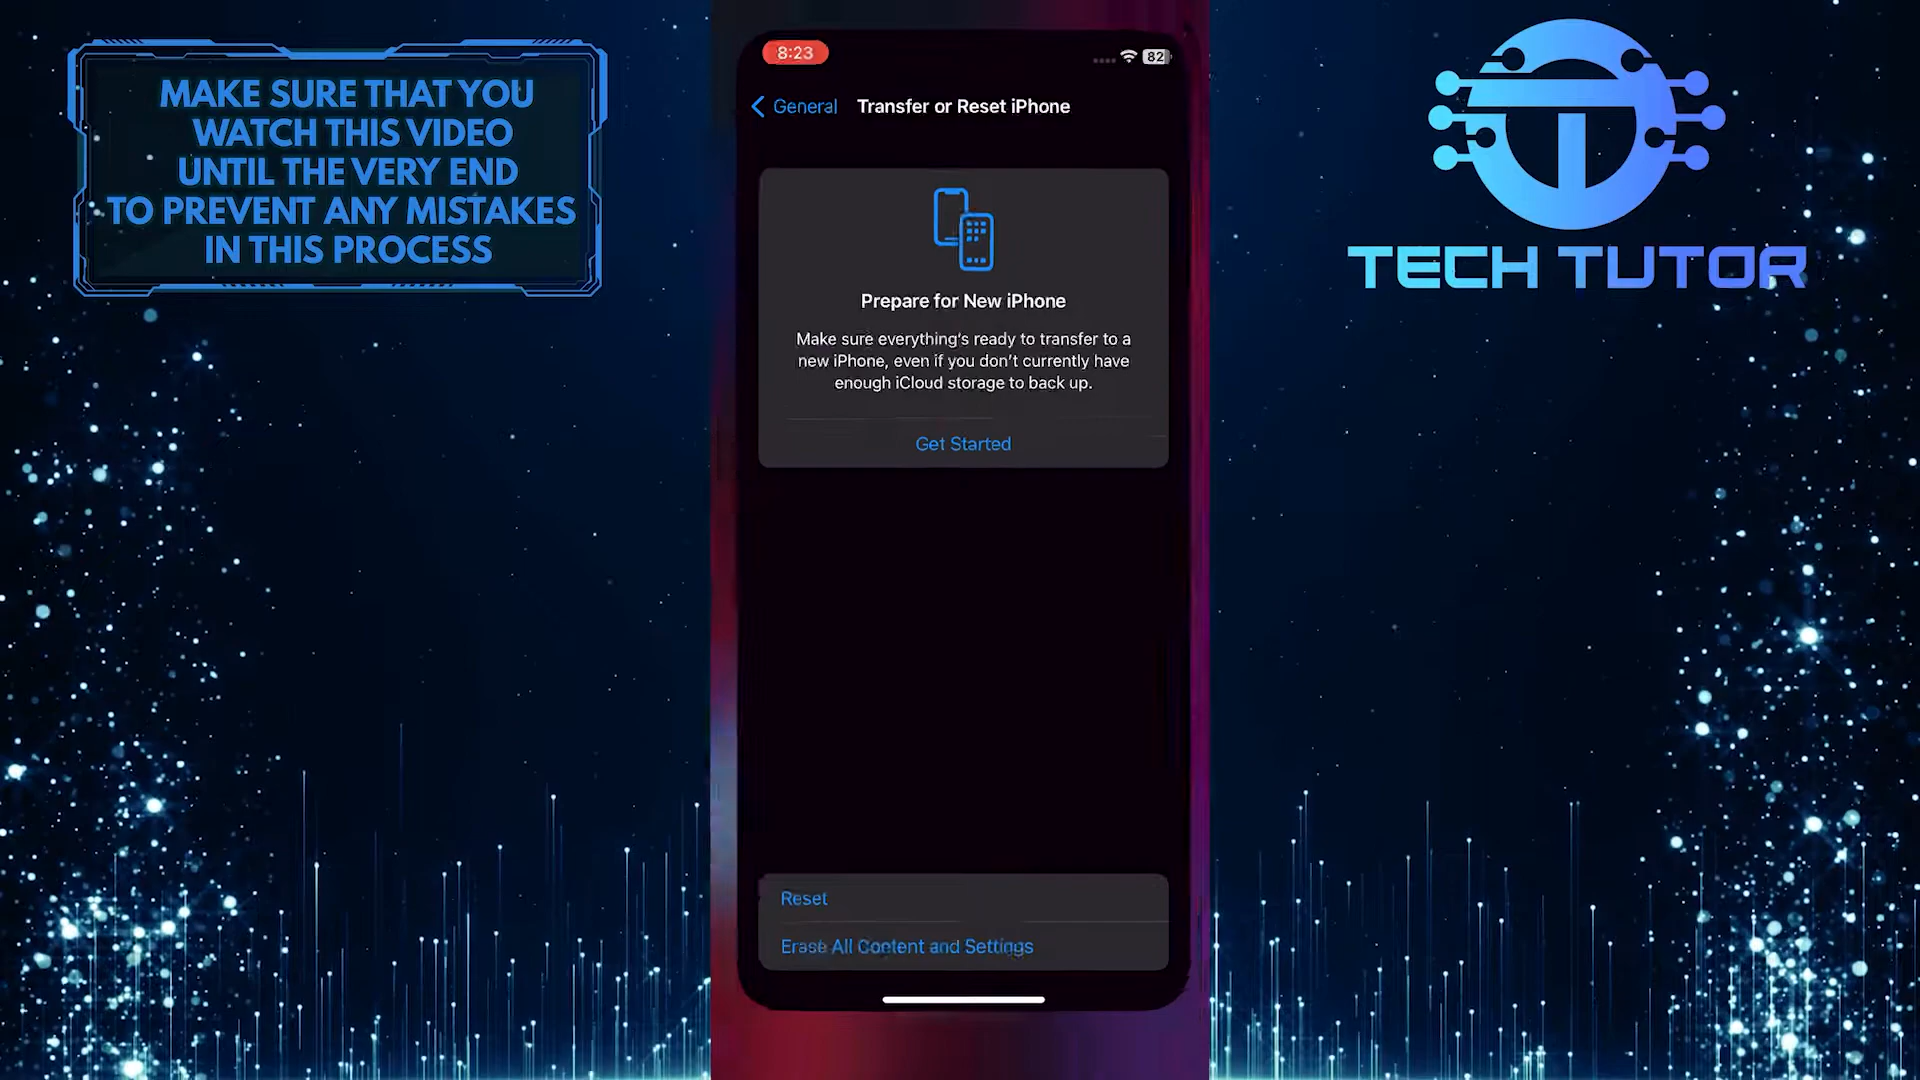 MAKE SURE THAT YOU
WATCH THIS VIDEO
UNTIL THE VERY END
TO PREVENT ANY MISTAKES
IN THIS PROCESS
8:23
82
General
Transfer or Reset iPhone
Prepare for New iPhone
Make sure everything's ready to transfer to a
new iPhone, even if you don't currently have
enough iCloud storage to back up.
Get Started
Reset
Erase All Content and Settings
T
TECH TUTOR